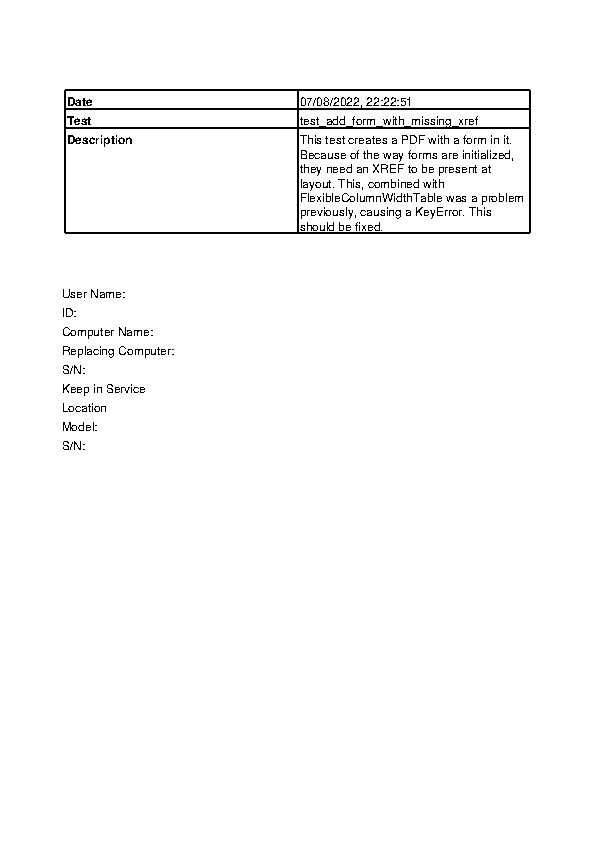 Date 07/08/2022, 22:22:51
Test test_add_form_with_missing_xref
Description This test creates a PDF with a form in it.
Because of the way forms are initialized,
they need an XREF to be present at
layout. This, combined with
FlexibleColumnWidthTable was a problem
previously, causing a KeyError. This
should be fixed.
User Name:
ID:
Computer Name:
Replacing Computer:
S/N:
Keep in Service
Location
Model:
S/N: